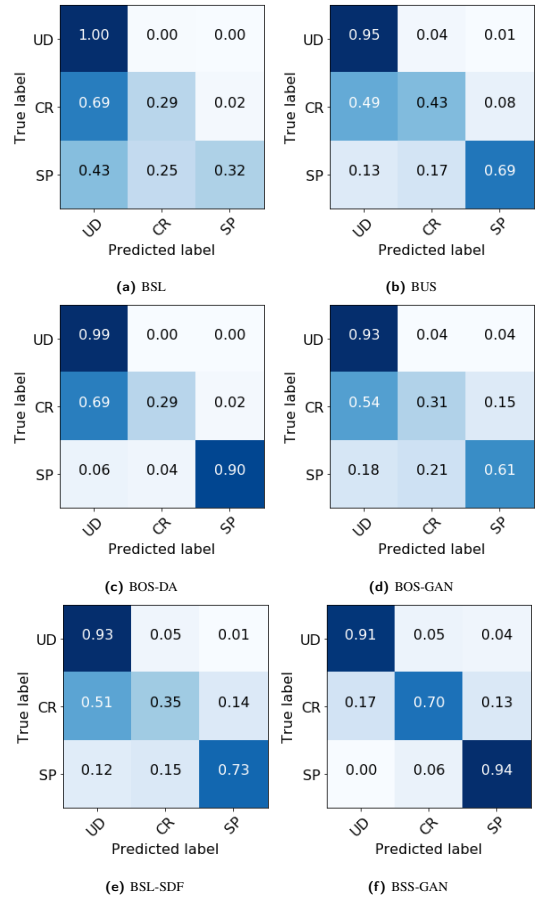 UD 1.00 0.00 0.00
CR 0.69 0.29 0.02
SP 0.43 0.25 0.32
True label
UD CR SP
Predicted label
(a) BSL
UD 0.95 0.04 0.01
CR 0.49 0.43 0.08
SP 0.13 0.17 0.69
True label
UD CR SP
Predicted label
(b) BUS
UD 0.99 0.00 0.00
CR 0.69 0.29 0.02
SP 0.06 0.04 0.90
True label
UD CR SP
Predicted label
(c) BOS-DA
UD 0.93 0.04 0.04
CR 0.54 0.31 0.15
SP 0.18 0.21 0.61
True label
UD CR SP
Predicted label
(d) BOS-GAN
UD 0.93 0.05 0.01
CR 0.51 0.35 0.14
SP 0.12 0.15 0.73
True label
UD CR SP
Predicted label
(e) BSL-SDF
UD 0.91 0.05 0.04
CR 0.17 0.70 0.13
SP 0.00 0.06 0.94
True label
UD CR SP
Predicted label
(f) BSS-GAN